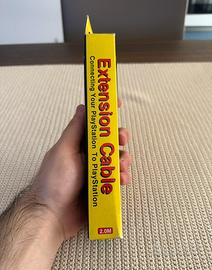 Extension Cable
Connecting Your PlayStation To PlayStation
2.0M